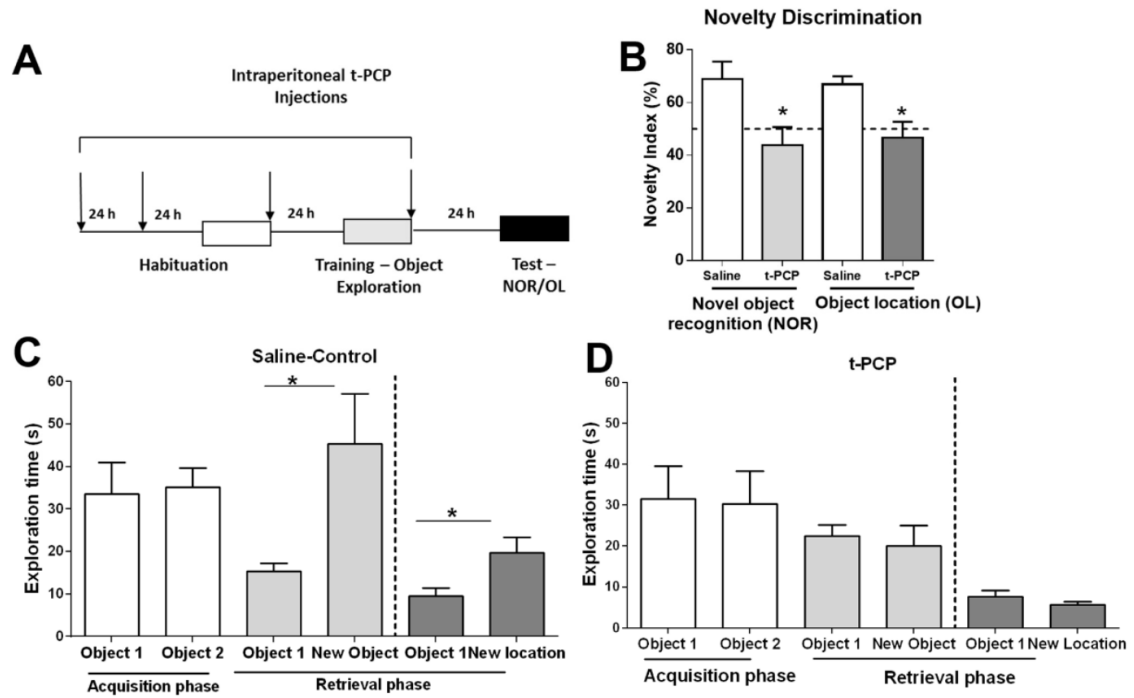 A
Intraperitoneal t-PCP
Injections
24 h
24 h
24 h
24 h
Habituation
Training – Object
Exploration
Test –
NOR/OL
Novelty Discrimination
B
Novelty Index (%)
80
60
40
20
0
*
*
Saline
t-PCP
Saline
t-PCP
Novel object
recognition (NOR)
Object location (OL)
C
Saline-Control
Exploration time (s)
60
50
40
30
20
10
0
*
*
Object 1
Object 2
Object 1
New Object
Object 1
New location
Acquisition phase
Retrieval phase
D
t-PCP
Exploration time (s)
60
50
40
30
20
10
0
Object 1
Object 2
Object 1
New Object
Object 1
New Location
Acquisition phase
Retrieval phase